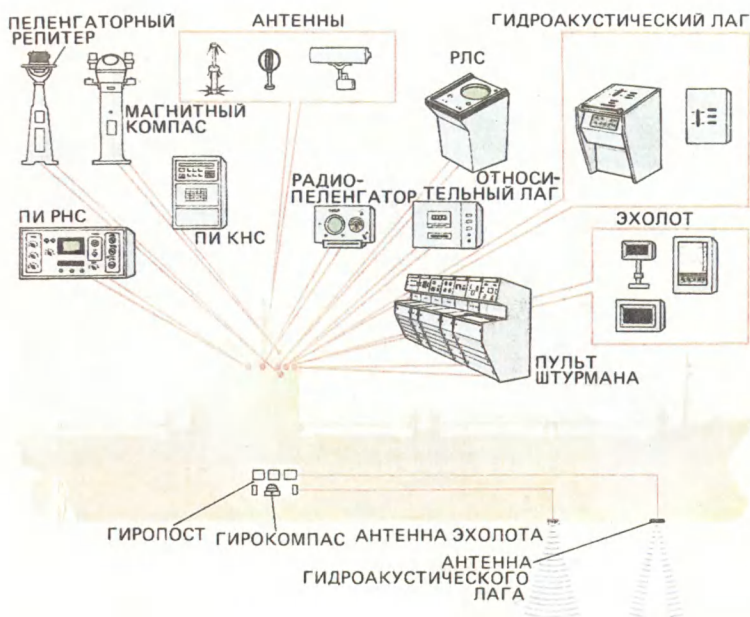 ПЕЛЕНГАТОРНЫЙ
РЕПИТЕР
АНТЕННЫ
ГИДРОАКУСТИЧЕСКИЙ ЛАГ
РЛС
МАГНИТНЫЙ
КОМПАС
РАДИО-
ПЕЛЕНГАТОР
ОТНОСИ-
ТЕЛЬНЫЙ ЛАГ
ПИ РНС
ПИ КНС
ЭХОЛОТ
ПУЛЬТ
ШТУРМАНА
ГИРОПОСТ
ГИРОКОМПАС
АНТЕННА ЭХОЛОТА
АНТЕННА
ГИДРОАКУСТИЧЕСКОГО
ЛАГА